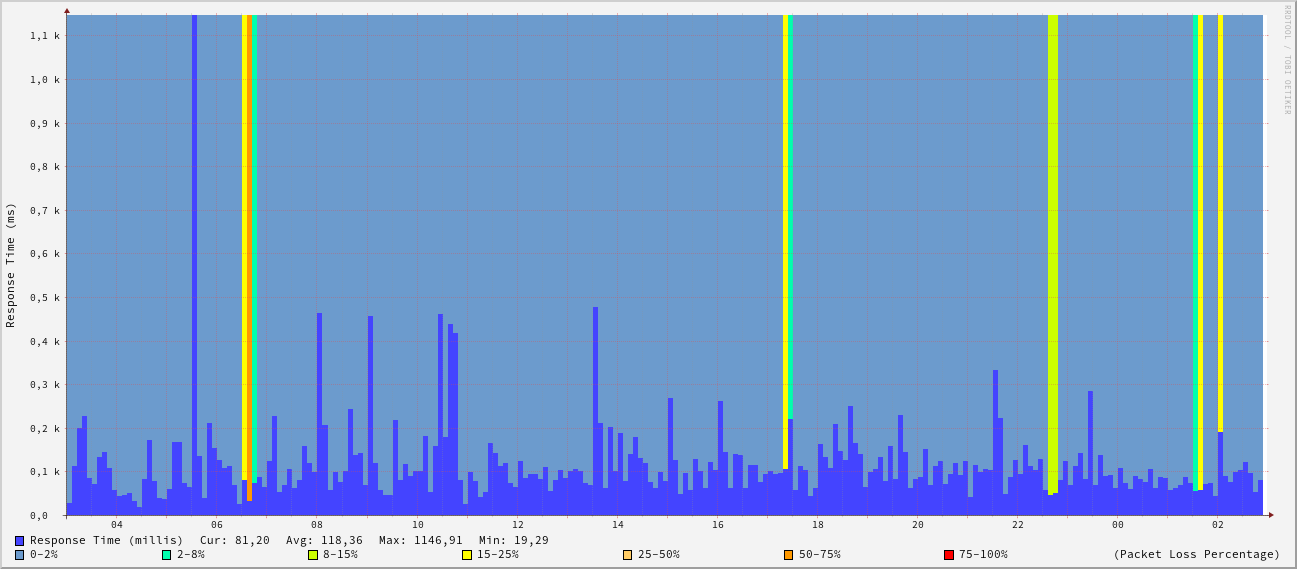 RRDTOOL / TOBI OETIKER
Response Time (ms)
1,1 k
1,0 k
0,9 k
0,8 k
0,7 k
0,6 k
0,5 k
0,4 k
0,3 k
0,2 k
0,1 k
0,0
04 06 08 10 12 14 16 18 20 22 00 02
Response Time (millis) Cur: 81,20 Avg: 118,36 Max: 1146,91 Min: 19,29
0-2% 2-8% 8-15% 15-25% 25-50% 50-75% 75-100% (Packet Loss Percentage)